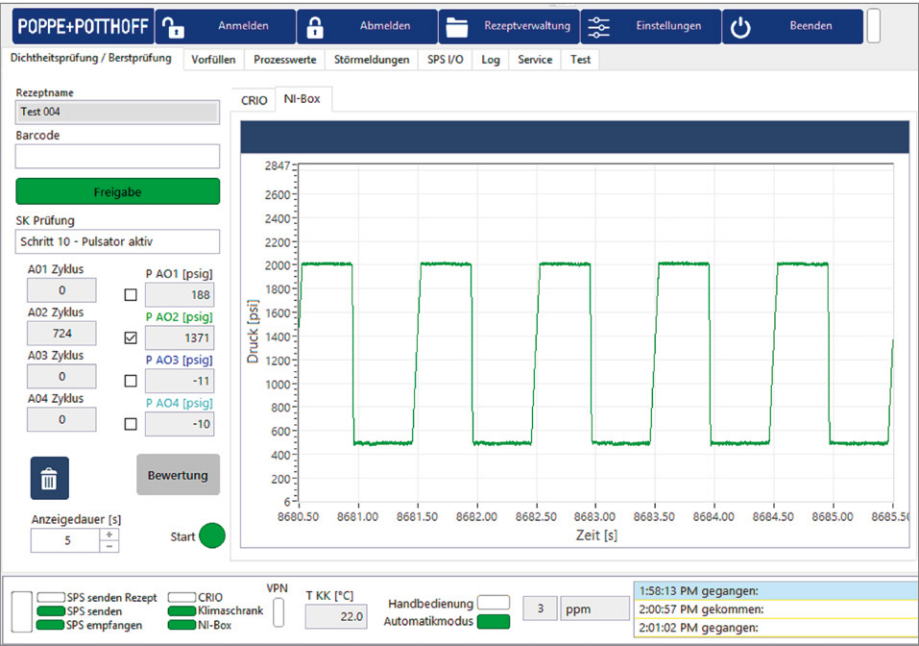 POPPE+POTTHOFF Anmelden Abmelden Rezeptverwaltung Einstellungen Beenden
Dichtheitsprüfung / Berstprüfung Vorfüllen Prozesswerte Störmeldungen SPS I/O Log Service Test
Rezeptname
Test 004
Barcode
Freigabe
SK Prüfung
Schritt 10 - Pulsator aktiv
A01 Zyklus P AO1 [psig]
0 188
A02 Zyklus P AO2 [psig]
724 1371
A03 Zyklus P AO3 [psig]
0 -11
A04 Zyklus P AO4 [psig]
0 -10
Bewertung
Anzeigedauer [s]
5 + −
Start
CRIO NI-Box
Druck [psi]
2847
2600
2400
2200
2000
1800
1600
1400
1200
1000
800
600
400
200
6
8680.50 8681.00 8681.50 8682.00 8682.50 8683.00 8683.50 8684.00 8684.50 8685.00 8685.50
Zeit [s]
SPS senden Rezept
SPS senden
SPS empfangen
CRIO
Klimaschrank
NI-Box
VPN
T KK [°C]
22.0
Handbedienung
Automatikmodus
3 ppm
1:58:13 PM gegangen:
2:00:57 PM gekommen:
2:01:02 PM gegangen: